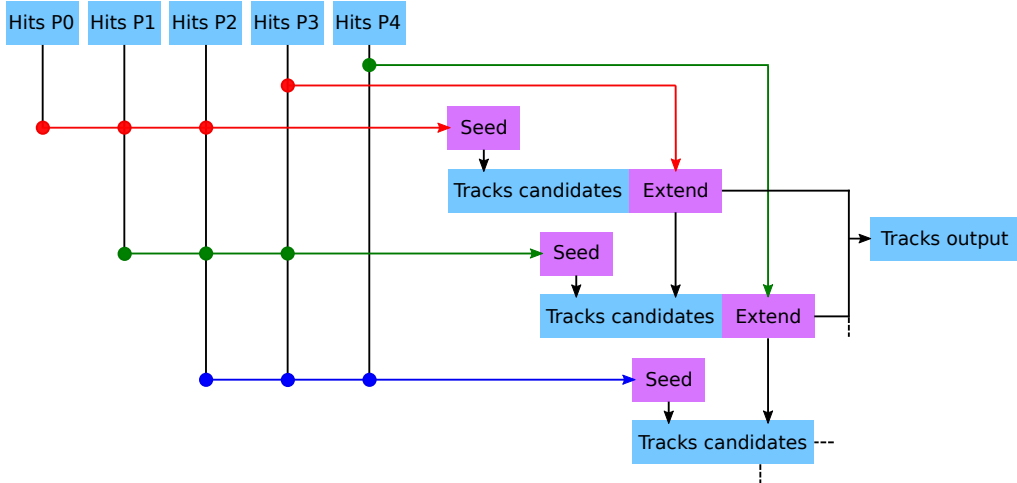 Hits P0
Hits P1
Hits P2
Hits P3
Hits P4
Seed
Tracks candidates
Extend
Tracks output
Seed
Tracks candidates
Extend
Seed
Tracks candidates